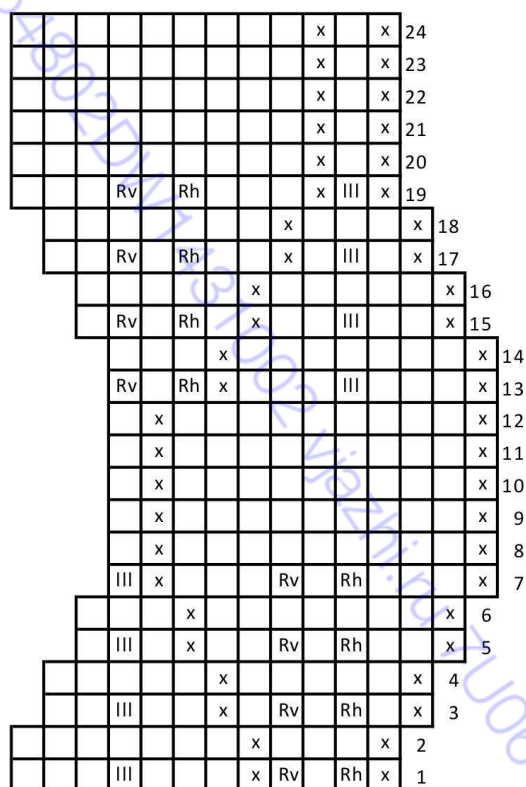 x x 24
x x 23
x x 22
x x 21
x x 20
Rv Rh x III x 19
x x 18
Rv Rh x III x 17
x x 16
Rv Rh x III x 15
x x 14
Rv Rh x III x 13
x x 12
x x 11
x x 10
x x 9
x x 8
III x Rv Rh x 7
x x 6
III x Rv Rh x 5
x x 4
III x Rv Rh x 3
x x 2
III x Rv Rh x 1